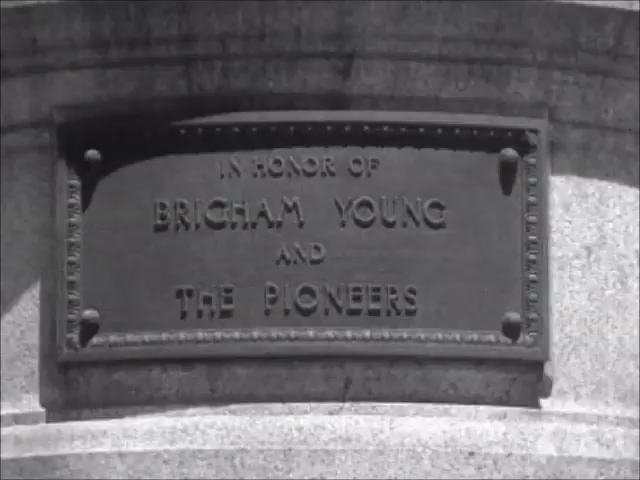 IN HONOR OF
BRIGHAM YOUNG
AND
THE PIONEERS